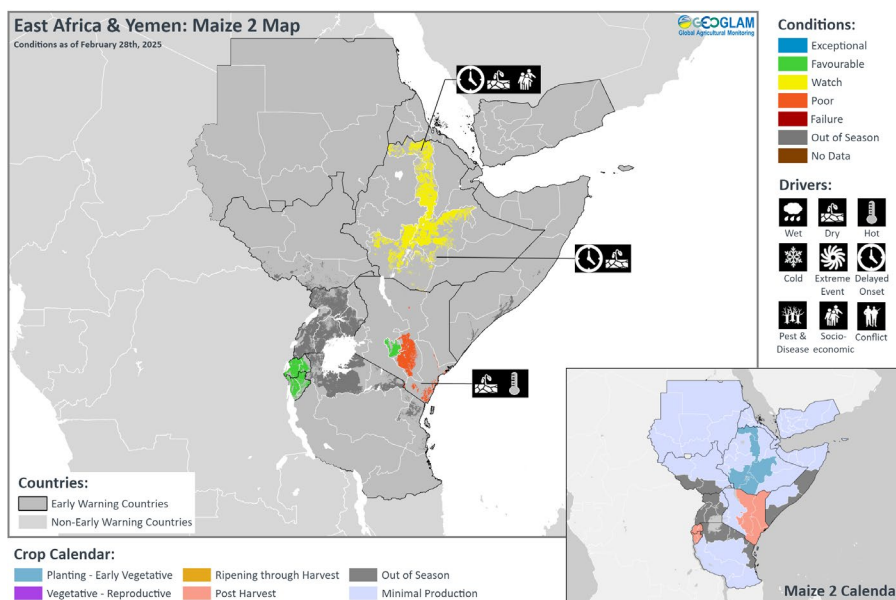 East Africa & Yemen: Maize 2 Map
Conditions as of February 28th, 2025
GEOGLAM
Global Agricultural Monitoring
Conditions:
Exceptional
Favourable
Watch
Poor
Failure
Out of Season
No Data
Drivers:
Wet
Dry
Hot
Cold
Extreme Event
Delayed Onset
Pest & Disease
Socio-economic
Conflict
Countries:
Early Warning Countries
Non-Early Warning Countries
Crop Calendar:
Planting - Early Vegetative
Ripening through Harvest
Out of Season
Vegetative - Reproductive
Post Harvest
Minimal Production
Maize 2 Calenda